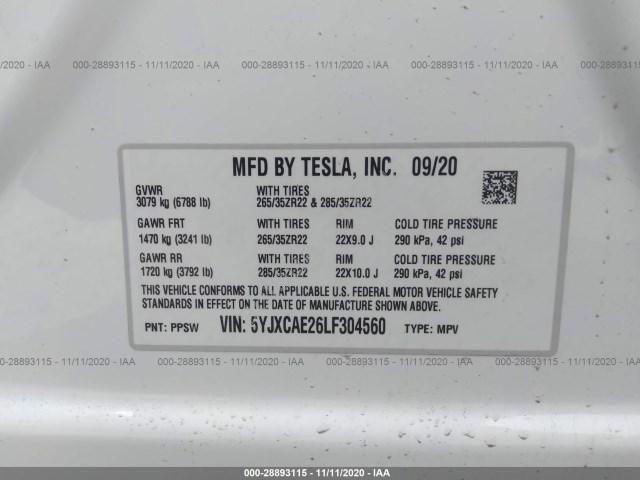 11/11/2020 - IAA
000-28893115 - 11/11/2020 - IAA
000-28893115 - 11/11/2020 - IAA
MFD BY TESLA, INC. 09/20
GVWR WITH TIRES
3079 kg (6788 lb) 265/35ZR22 & 285/35ZR22
GAWR FRT WITH TIRES RIM COLD TIRE PRESSURE
1470 kg (3241 lb) 265/35ZR22 22X9.0 J 290 kPa, 42 psi
GAWR RR WITH TIRES RIM COLD TIRE PRESSURE
1720 kg (3792 lb) 285/35ZR22 22X10.0 J 290 kPa, 42 psi
THIS VEHICLE CONFORMS TO ALL APPLICABLE U.S. FEDERAL MOTOR VEHICLE SAFETY
STANDARDS IN EFFECT ON THE DATE OF MANUFACTURE SHOWN ABOVE.
PNT: PPSW VIN: 5YJXCAE26LF304560 TYPE: MPV
11/11/2020 - IAA
000-28893115 - 11/11/2020 - IAA
000-28893115 - 11/11/2020 - IAA
000-28893115 - 11/11/2020 - IAA